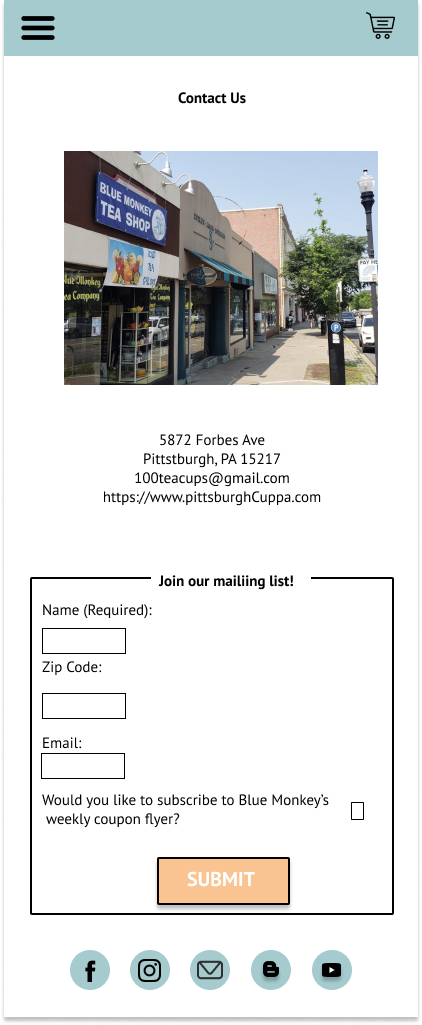 Contact Us
BLUE MONKEY
TEA SHOP
Blue Monkey
Tea Company
PAY HE
5872 Forbes Ave
Pittstburgh, PA 15217
100teacups@gmail.com
https://www.pittsburghCuppa.com
Join our mailiing list!
Name (Required):
Zip Code:
Email:
Would you like to subscribe to Blue Monkey’s
weekly coupon flyer?
SUBMIT